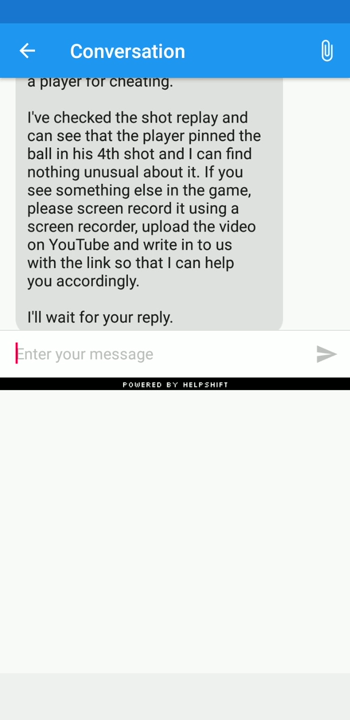 Conversation
a player for cheating.
I've checked the shot replay and
can see that the player pinned the
ball in his 4th shot and I can find
nothing unusual about it. If you
see something else in the game,
please screen record it using a
screen recorder, upload the video
on YouTube and write in to us
with the link so that I can help
you accordingly.
I'll wait for your reply.
Enter your message
POWERED BY HELPSHIFT